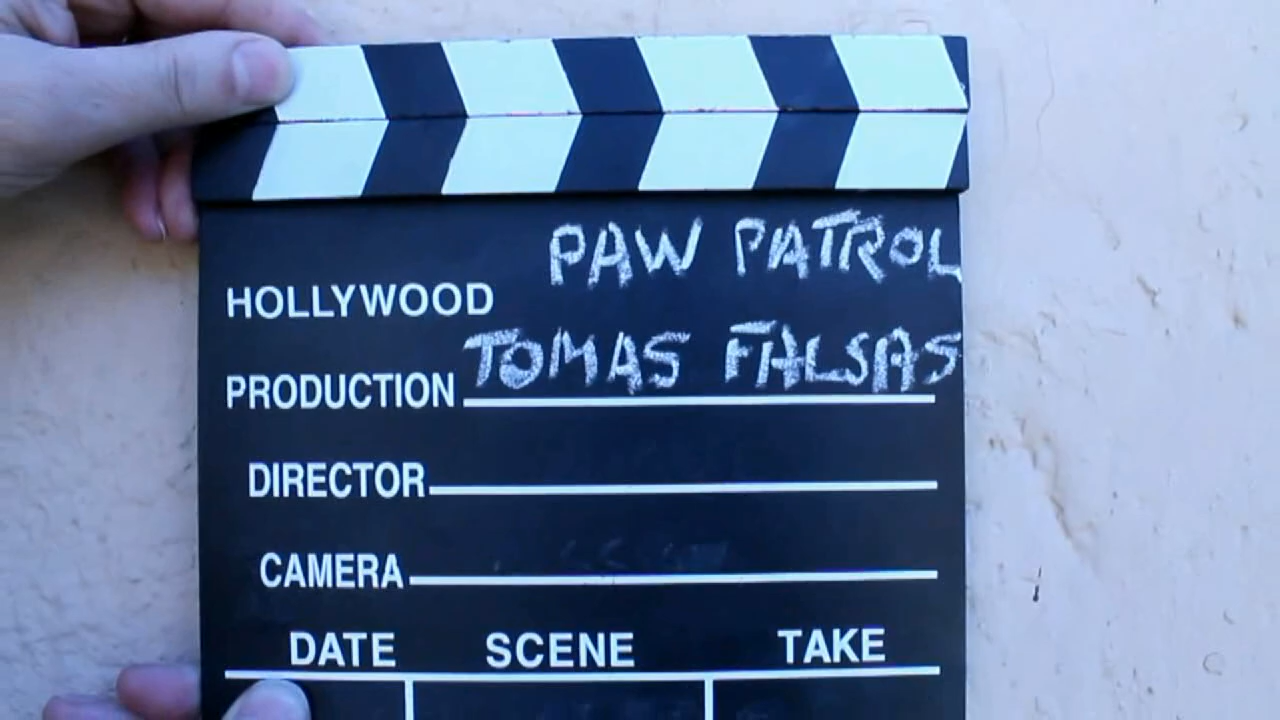 PAW PATROL
HOLLYWOOD
TOMAS FALSAS
PRODUCTION
DIRECTOR
CAMERA
DATE SCENE TAKE